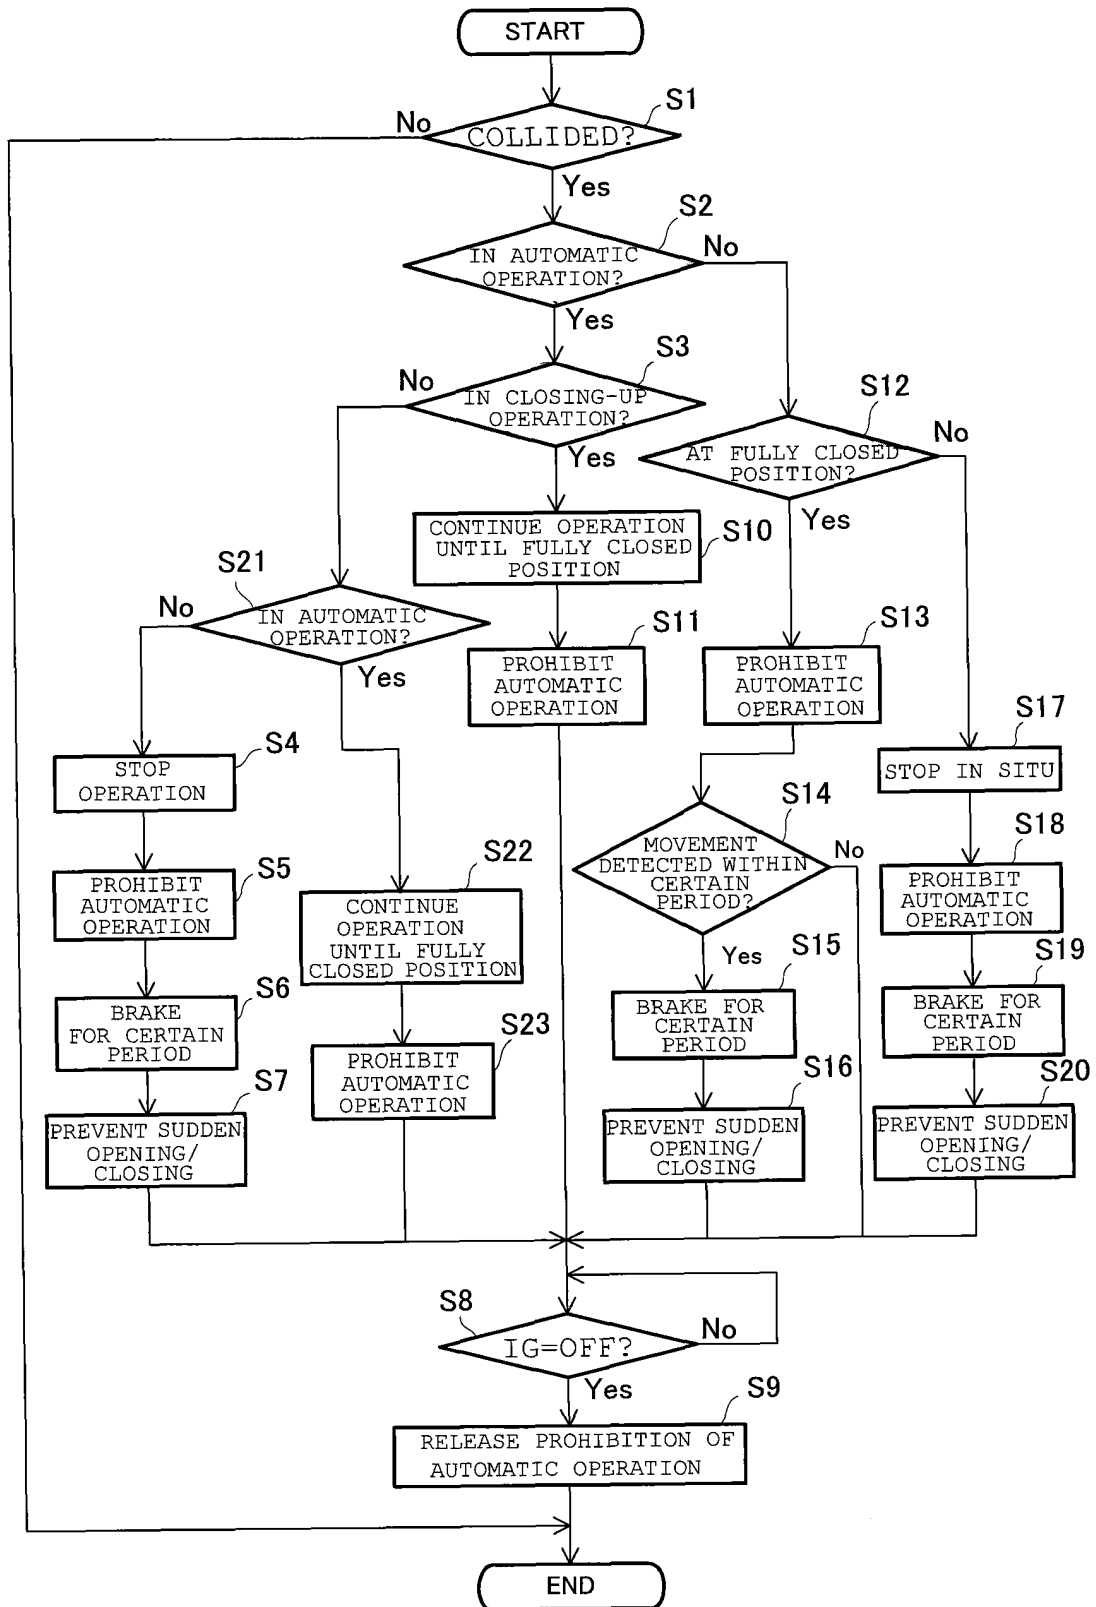 START
S1
No
COLLIDED?
Yes
S2
No
IN AUTOMATIC
OPERATION?
Yes
S3
No
IN CLOSING-UP
OPERATION?
Yes
S12
No
AT FULLY CLOSED
POSITION?
Yes
CONTINUE OPERATION
UNTIL FULLY CLOSED
POSITION
S10
S21
No
IN AUTOMATIC
OPERATION?
Yes
S11
PROHIBIT
AUTOMATIC
OPERATION
S13
PROHIBIT
AUTOMATIC
OPERATION
S17
STOP IN SITU
S4
STOP
OPERATION
S14
MOVEMENT
DETECTED WITHIN
CERTAIN
PERIOD?
No
Yes
S18
PROHIBIT
AUTOMATIC
OPERATION
S5
PROHIBIT
AUTOMATIC
OPERATION
S22
CONTINUE
OPERATION
UNTIL FULLY
CLOSED POSITION
S15
BRAKE FOR
CERTAIN
PERIOD
S19
BRAKE FOR
CERTAIN
PERIOD
S6
BRAKE
FOR CERTAIN
PERIOD
S23
PROHIBIT
AUTOMATIC
OPERATION
S7
PREVENT SUDDEN
OPENING/
CLOSING
S16
PREVENT SUDDEN
OPENING/
CLOSING
S20
PREVENT SUDDEN
OPENING/
CLOSING
S8
IG=OFF?
No
Yes
S9
RELEASE PROHIBITION OF
AUTOMATIC OPERATION
END